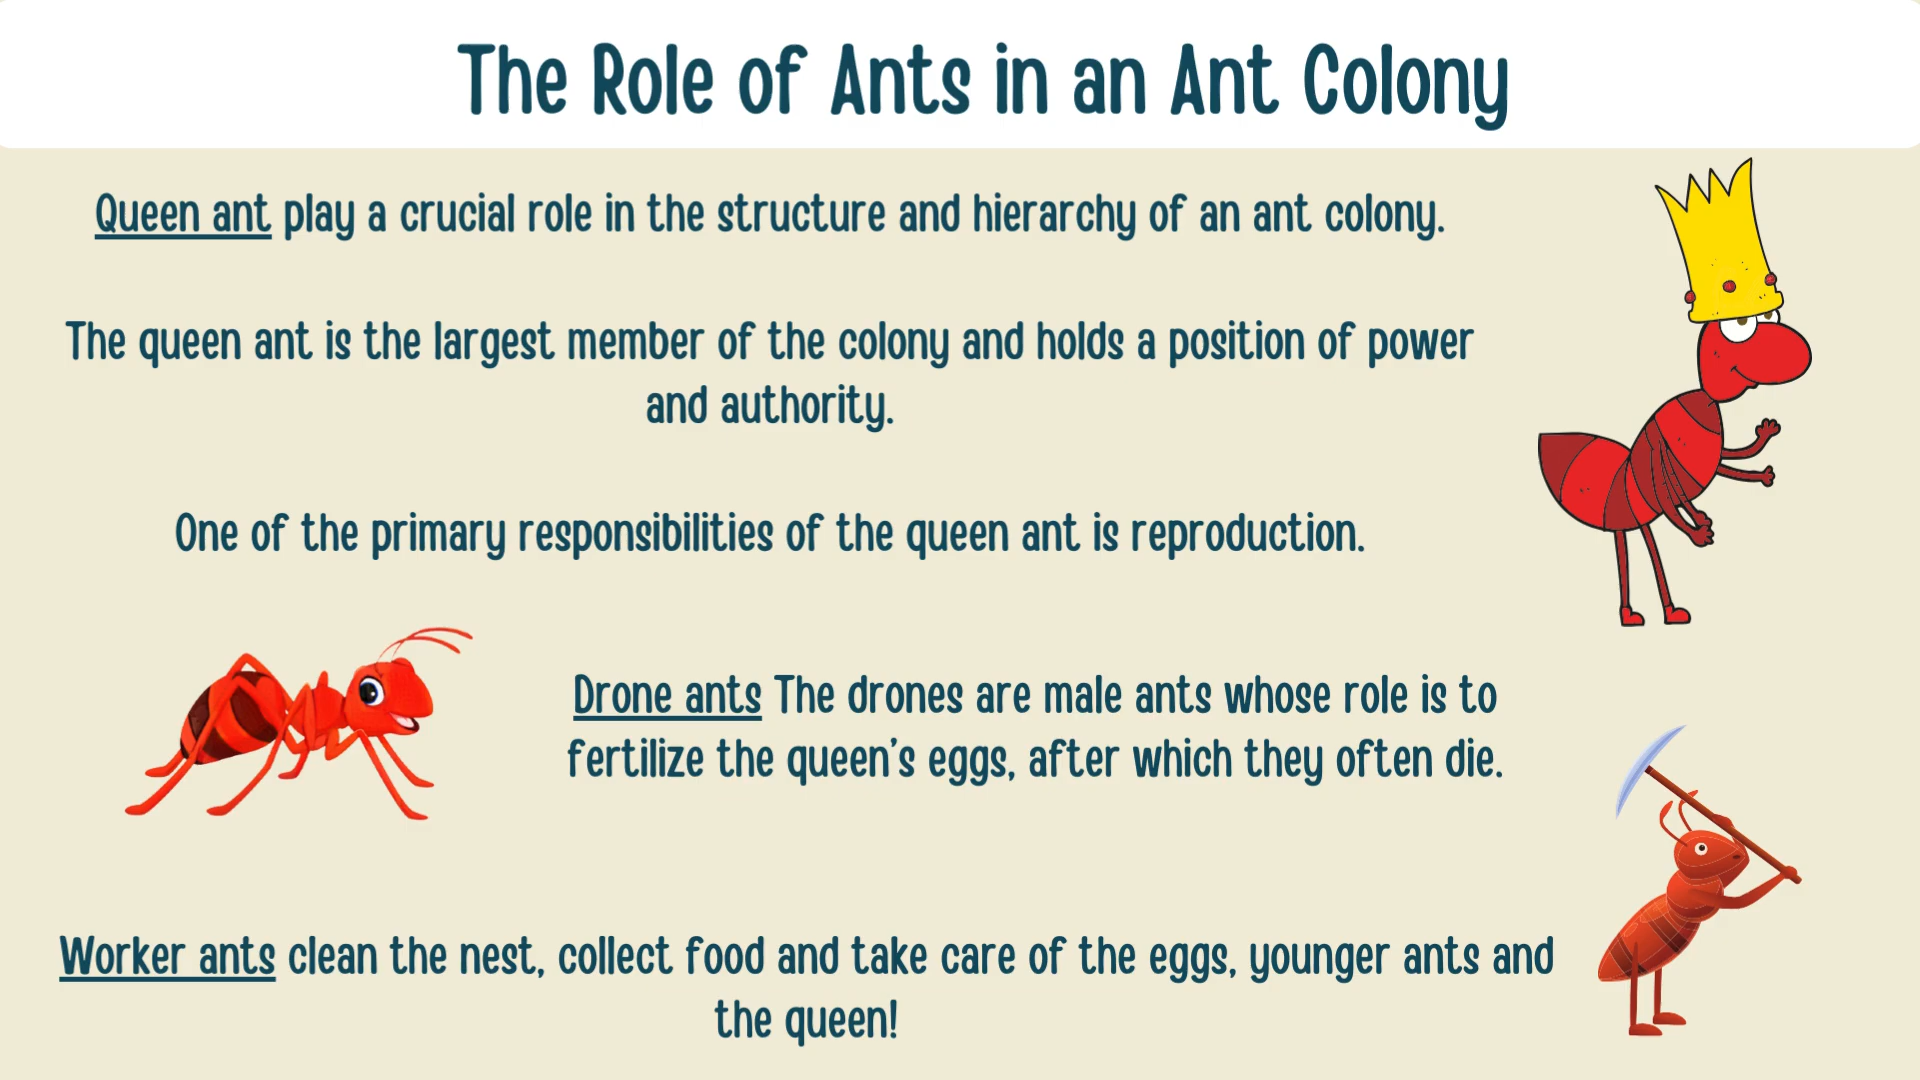 The Role of Ants in an Ant Colony
Queen ant play a crucial role in the structure and hierarchy of an ant colony.
The queen ant is the largest member of the colony and holds a position of power
and authority.
One of the primary responsibilities of the queen ant is reproduction.
Drone ants The drones are male ants whose role is to
fertilize the queen's eggs, after which they often die.
Worker ants clean the nest, collect food and take care of the eggs, younger ants and
the queen!